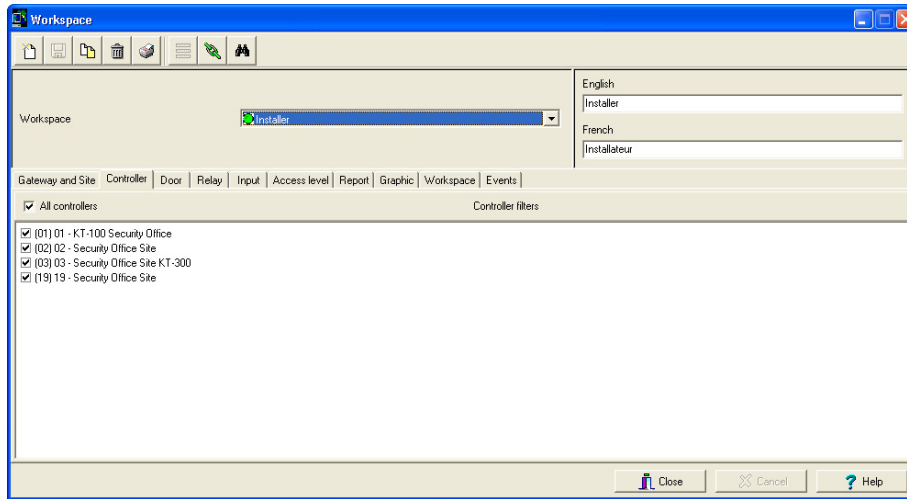 Workspace
English
Installer
Workspace
Installer
French
Installateur
Gateway and Site Controller Door Relay Input Access level Report Graphic Workspace Events
All controllers Controller filters
(01) 01 - KT-100 Security Office
(02) 02 - Security Office Site
(03) 03 - Security Office Site KT-300
(19) 19 - Security Office Site
Close Cancel Help